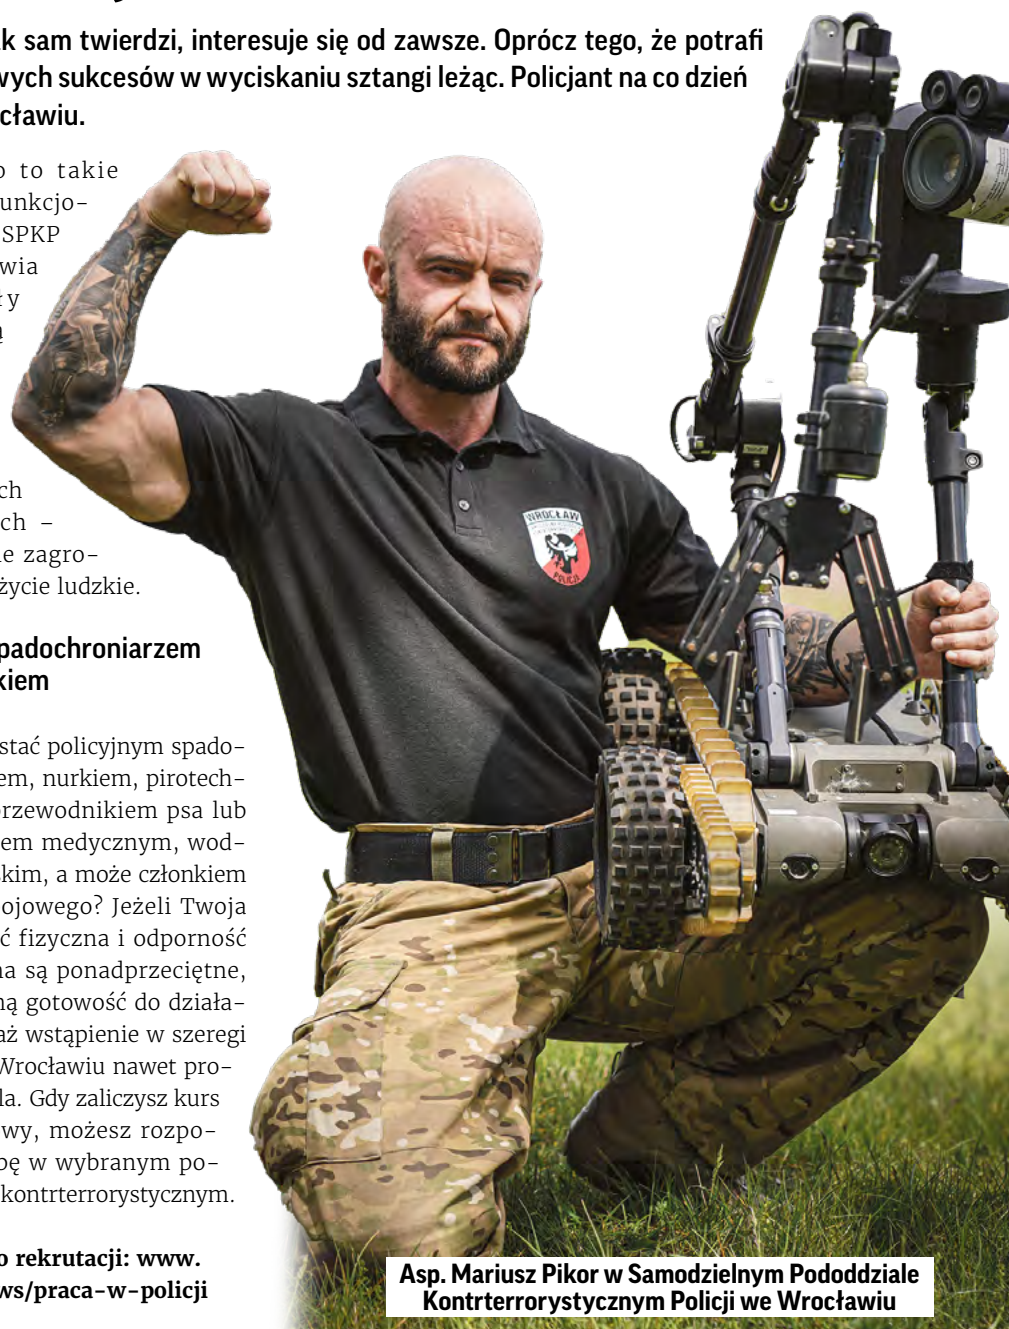 k sam twierdzi, interesuje się od zawsze. Oprócz tego, że potrafi
wych sukcesów w wyciskaniu sztangi leżąc. Policjant na co dzień
cławiu.
o to takie
unkcjo-
SPKP
wia
y
ą
ch
ch –
ie zagro-
życie ludzkie.
padochroniarzem
kiem
stać policyjnym spado-
em, nurkiem, pirotech-
przewodnikiem psa lub
em medycznym, wod-
kim, a może członkiem
ojowego? Jeżeli Twoja
ć fizyczna i odporność
na są ponadprzeciętne,
ną gotowość do działa-
aż wstąpienie w szeregi
Wrocławiu nawet pro-
la. Gdy zaliczysz kurs
wy, możesz rozpo-
bę w wybranym po-
kontrterrorystycznym.
o rekrutacji: www.
ws/praca-w-policji
WROCŁAW
POLICJI
Asp. Mariusz Pikor w Samodzielnym Pododdziale
Kontrterrorystycznym Policji we Wrocławiu